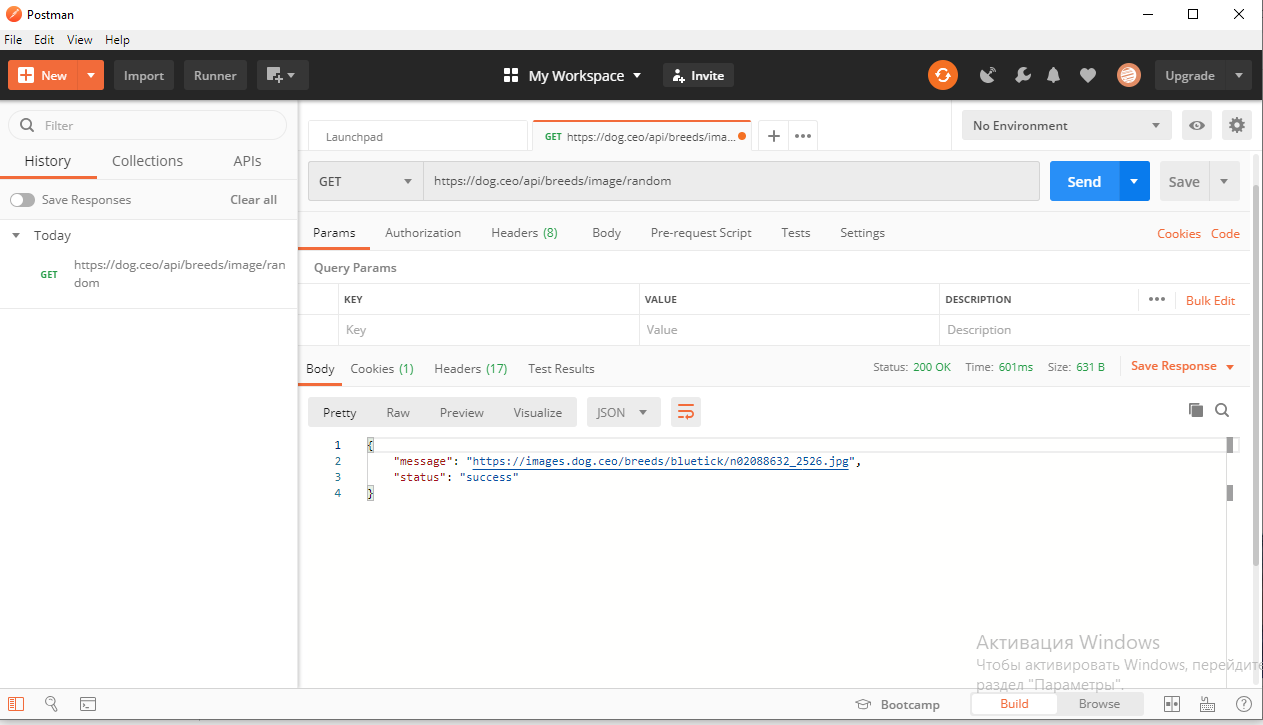 Postman
File Edit View Help
New Import Runner My Workspace Invite Upgrade
Filter
History Collections APIs
Save Responses Clear all
Today
GET https://dog.ceo/api/breeds/image/ran
dom
Launchpad GET https://dog.ceo/api/breeds/ima... + ••• No Environment
GET https://dog.ceo/api/breeds/image/random Send Save
Params Authorization Headers (8) Body Pre-request Script Tests Settings Cookies Code
Query Params
KEY VALUE DESCRIPTION ••• Bulk Edit
Key Value Description
Body Cookies (1) Headers (17) Test Results Status: 200 OK Time: 601ms Size: 631 B Save Response
Pretty Raw Preview Visualize JSON
1 {
2 "message": "https://images.dog.ceo/breeds/bluetick/n02088632_2526.jpg",
3 "status": "success"
4 }
Активация Windows
Чтобы активировать Windows, перейдите
раздел "Параметры".
Bootcamp Build Browse ?